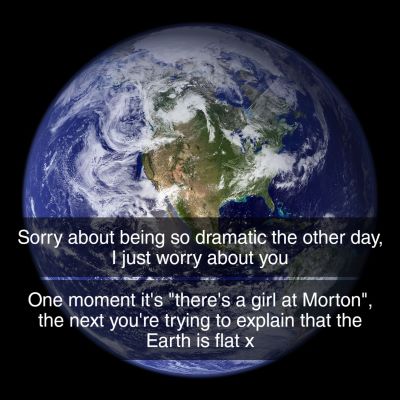 Sorry about being so dramatic the other day,
I just worry about you
One moment it's "there's a girl at Morton",
the next you're trying to explain that the
Earth is flat x